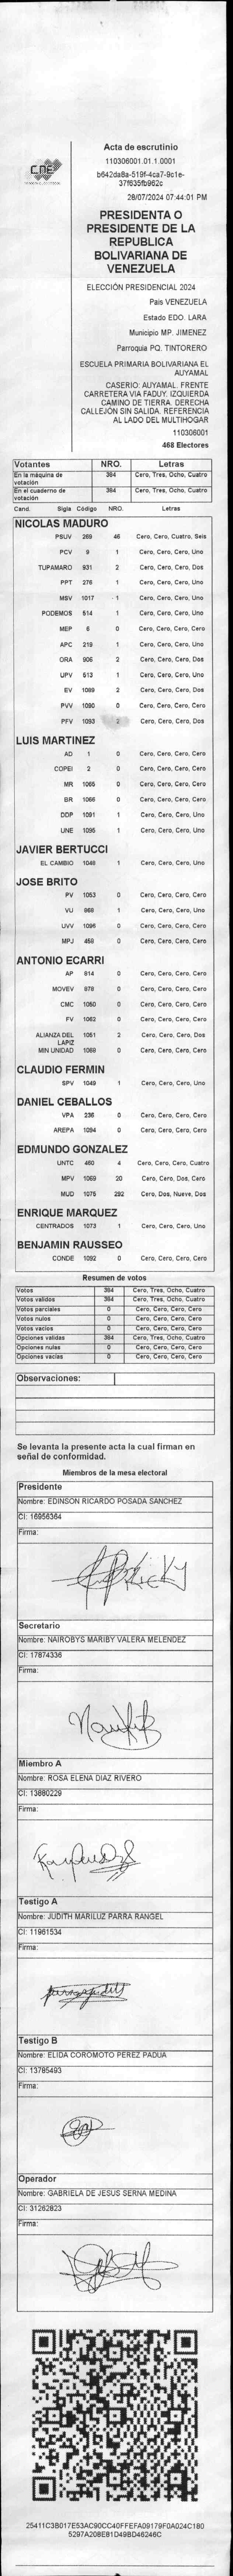 CNE
Acta de escrutinio
110306001.01.1.0001
b642da8a-519f-4ca7-9c1e-
37f635fb962c
28/07/2024 07:44:01 PM
PRESIDENTA O
PRESIDENTE DE LA
REPUBLICA
BOLIVARIANA DE
VENEZUELA
ELECCIÓN PRESIDENCIAL 2024
País VENEZUELA
Estado EDO. LARA
Municipio MP. JIMENEZ
Parroquia PQ. TINTORERO
ESCUELA PRIMARIA BOLIVARIANA EL
AUYAMAL
CASERIO: AUYAMAL. FRENTE
CARRETERA VIA FADUY. IZQUIERDA
CAMINO DE TIERRA. DERECHA
CALLEJÓN SIN SALIDA. REFERENCIA
AL LADO DEL MULTIHOGAR
110306001
468 Electores
Votantes NRO. Letras
En la máquina de votación 384 Cero, Tres, Ocho, Cuatro
En el cuaderno de votación 384 Cero, Tres, Ocho, Cuatro
Cand. Sigla Código NRO. Letras
NICOLAS MADURO
PSUV 269 46 Cero, Cero, Cuatro, Seis
PCV 9 1 Cero, Cero, Cero, Uno
TUPAMARO 931 2 Cero, Cero, Cero, Dos
PPT 276 1 Cero, Cero, Cero, Uno
MSV 1017 1 Cero, Cero, Cero, Uno
PODEMOS 514 1 Cero, Cero, Cero, Uno
MEP 6 0 Cero, Cero, Cero, Cero
APC 219 1 Cero, Cero, Cero, Uno
ORA 906 2 Cero, Cero, Cero, Dos
UPV 513 1 Cero, Cero, Cero, Uno
EV 1089 2 Cero, Cero, Cero, Dos
PVV 1090 0 Cero, Cero, Cero, Cero
PFV 1093 2 Cero, Cero, Cero, Dos
LUIS MARTINEZ
AD 1 0 Cero, Cero, Cero, Cero
COPEI 2 0 Cero, Cero, Cero, Cero
MR 1065 0 Cero, Cero, Cero, Cero
BR 1066 0 Cero, Cero, Cero, Cero
DDP 1091 1 Cero, Cero, Cero, Uno
UNE 1095 1 Cero, Cero, Cero, Uno
JAVIER BERTUCCI
EL CAMBIO 1048 1 Cero, Cero, Cero, Uno
JOSE BRITO
PV 1053 0 Cero, Cero, Cero, Cero
VU 868 1 Cero, Cero, Cero, Uno
UVV 1096 0 Cero, Cero, Cero, Cero
MPJ 458 0 Cero, Cero, Cero, Cero
ANTONIO ECARRI
AP 814 0 Cero, Cero, Cero, Cero
MOVEV 878 0 Cero, Cero, Cero, Cero
CMC 1050 0 Cero, Cero, Cero, Cero
FV 1062 0 Cero, Cero, Cero, Cero
ALIANZA DEL LAPIZ 1051 2 Cero, Cero, Cero, Dos
MIN UNIDAD 1069 0 Cero, Cero, Cero, Cero
CLAUDIO FERMIN
SPV 1049 1 Cero, Cero, Cero, Uno
DANIEL CEBALLOS
VPA 236 0 Cero, Cero, Cero, Cero
AREPA 1094 0 Cero, Cero, Cero, Cero
EDMUNDO GONZALEZ
UNTC 460 4 Cero, Cero, Cero, Cuatro
MPV 1069 20 Cero, Cero, Dos, Cero
MUD 1075 292 Cero, Dos, Nueve, Dos
ENRIQUE MARQUEZ
CENTRADOS 1073 1 Cero, Cero, Cero, Uno
BENJAMIN RAUSSEO
CONDE 1092 0 Cero, Cero, Cero, Cero
Resumen de votos
Votos 384 Cero, Tres, Ocho, Cuatro
Votos validos 384 Cero, Tres, Ocho, Cuatro
Votos parciales 0 Cero, Cero, Cero, Cero
Votos nulos 0 Cero, Cero, Cero, Cero
Votos vacios 0 Cero, Cero, Cero, Cero
Opciones validas 384 Cero, Tres, Ocho, Cuatro
Opciones nulas 0 Cero, Cero, Cero, Cero
Opciones vacias 0 Cero, Cero, Cero, Cero
Observaciones:
Se levanta la presente acta la cual firman en
señal de conformidad.
Miembros de la mesa electoral
Presidente
Nombre: EDINSON RICARDO POSADA SANCHEZ
CI: 16956364
Firma:
Secretario
Nombre: NAIROBYS MARIBY VALERA MELENDEZ
CI: 17874336
Firma:
Miembro A
Nombre: ROSA ELENA DIAZ RIVERO
CI: 13880229
Firma:
Testigo A
Nombre: JUDITH MARILUZ PARRA RANGEL
CI: 11961534
Firma:
Testigo B
Nombre: ELIDA COROMOTO PEREZ PADUA
CI: 13785493
Firma:
Operador
Nombre: GABRIELA DE JESUS SERNA MEDINA
CI: 31262823
Firma:
25411C3B017E53AC90CC40FFEFA09179F0A024C180
5297A208E81D49BD46246C